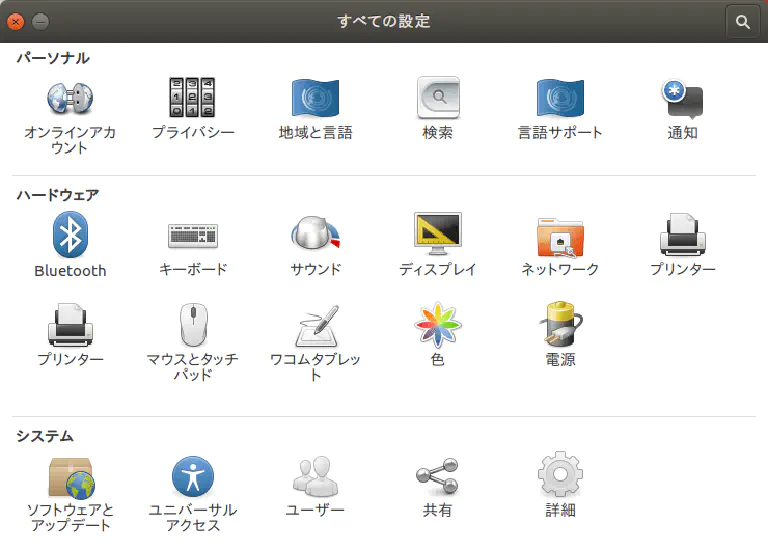 すべての設定
パーソナル
オンラインアカ
ウント
プライバシー
地域と言語
検索
言語サポート
通知
ハードウェア
Bluetooth
キーボード
サウンド
ディスプレイ
ネットワーク
プリンター
プリンター
マウスとタッチ
パッド
ワコムタブレッ
ト
色
電源
システム
ソフトウェアと
アップデート
ユニバーサル
アクセス
ユーザー
共有
詳細